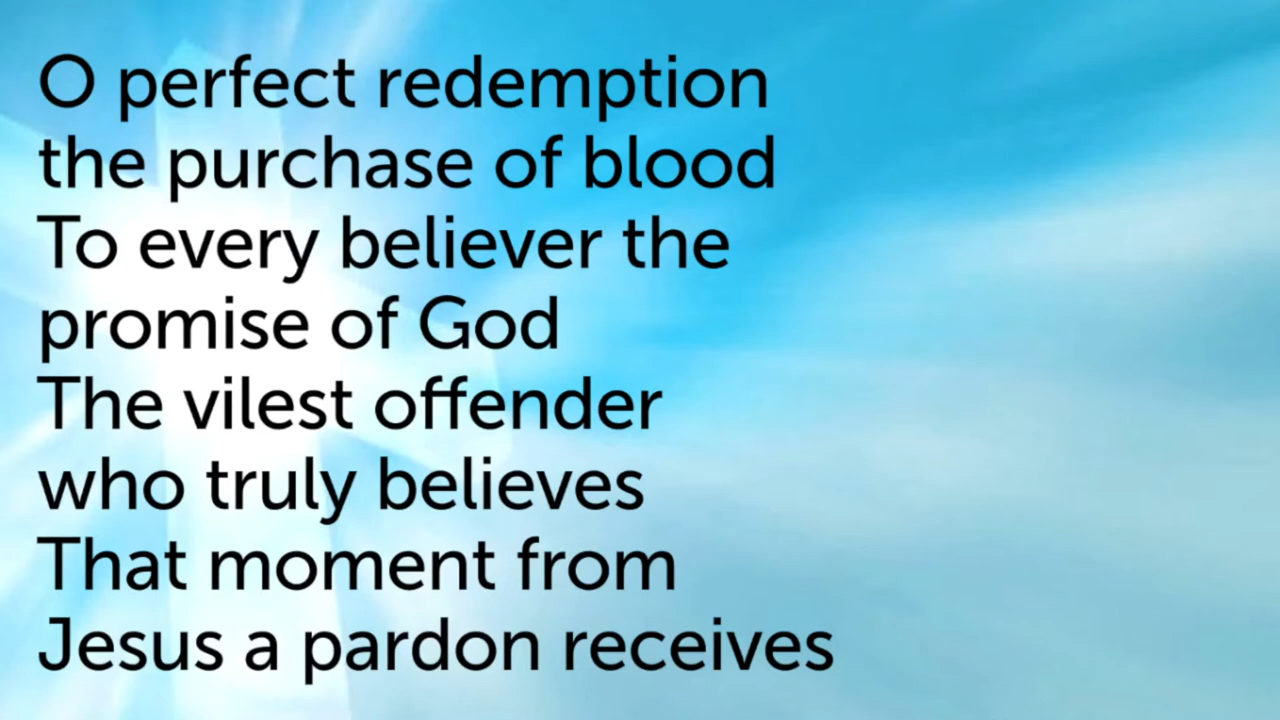 O perfect redemption
the purchase of blood
To every believer the
promise of God
The vilest offender
who truly believes
That moment from
Jesus a pardon receives